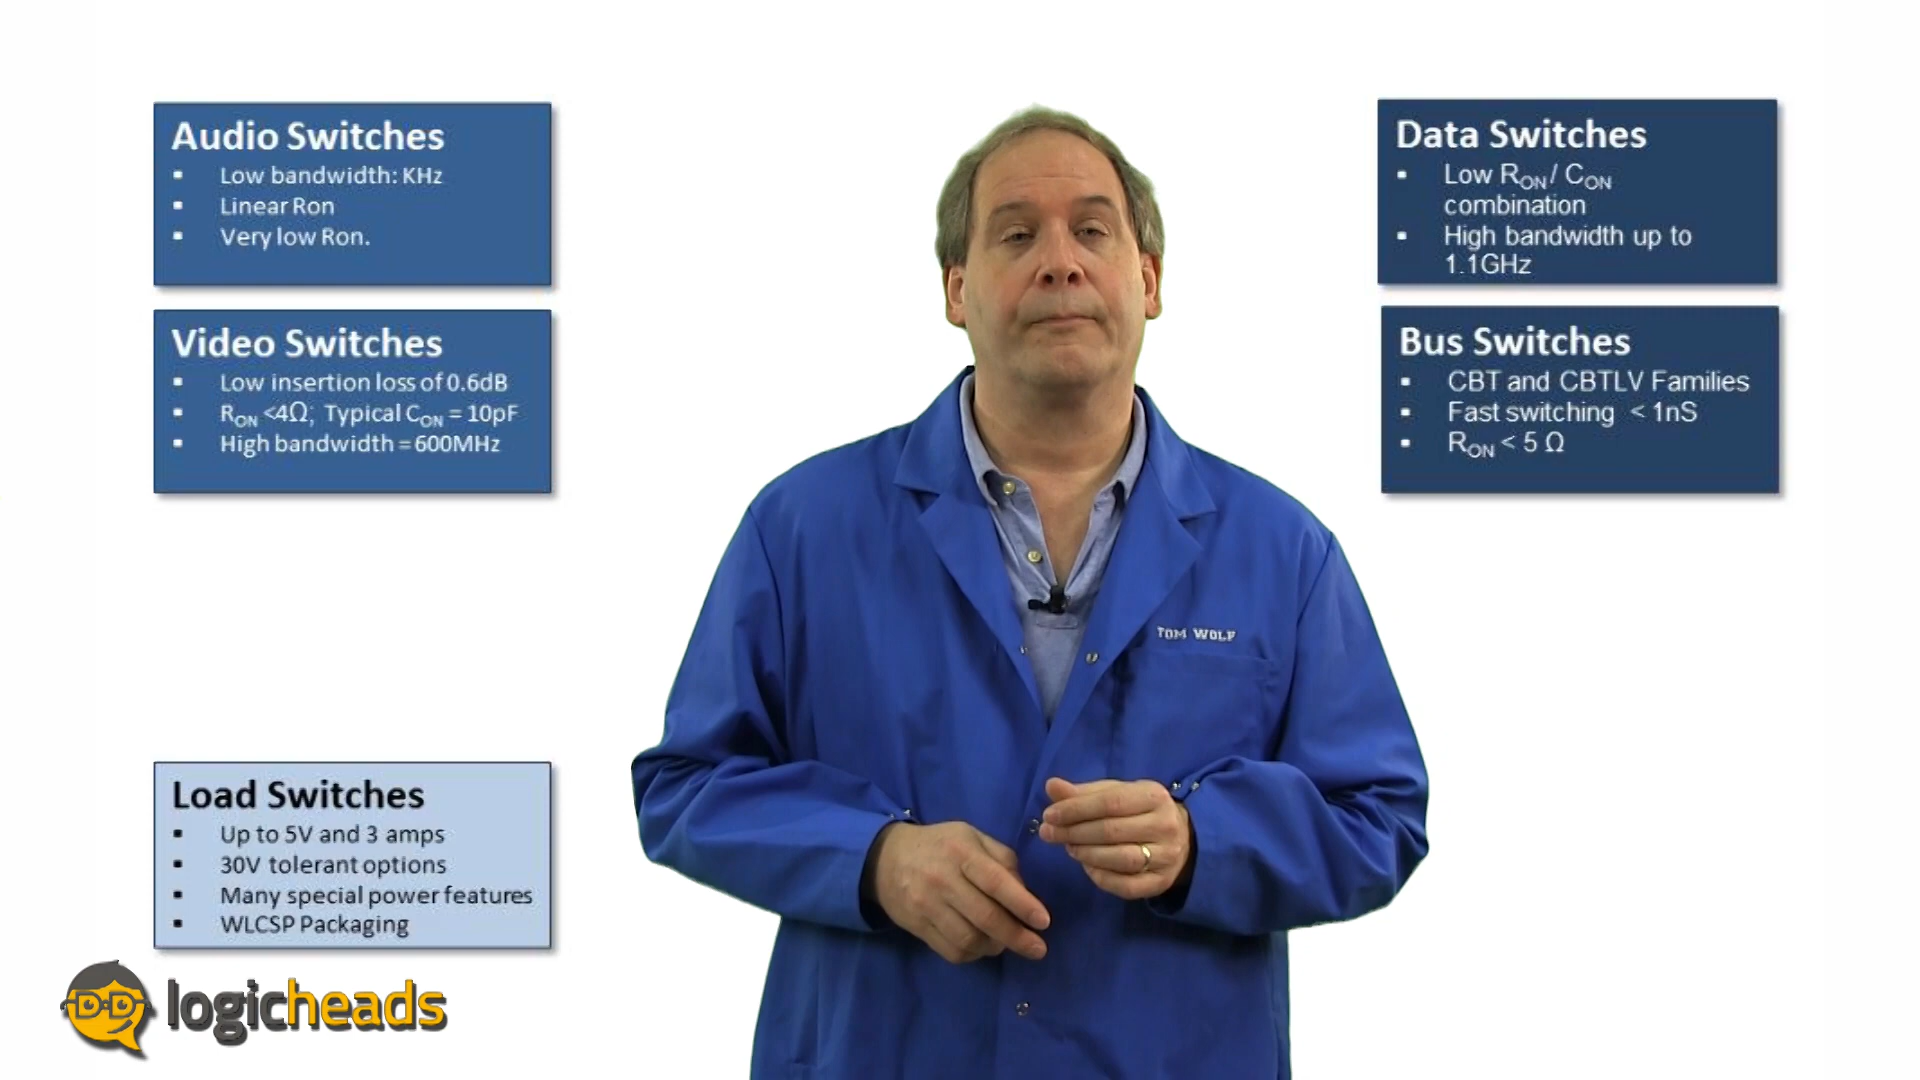 Audio Switches
▪ Low bandwidth: KHz
▪ Linear Ron
▪ Very low Ron.
Video Switches
▪ Low insertion loss of 0.6dB
▪ RON <4Ω; Typical CON = 10pF
▪ High bandwidth = 600MHz
Load Switches
▪ Up to 5V and 3 amps
▪ 30V tolerant options
▪ Many special power features
▪ WLCSP Packaging
logicheads
TOM WOLF
Data Switches
▪ Low RON / CON
combination
▪ High bandwidth up to
1.1GHz
Bus Switches
▪ CBT and CBTLV Families
▪ Fast switching < 1nS
▪ RON < 5 Ω